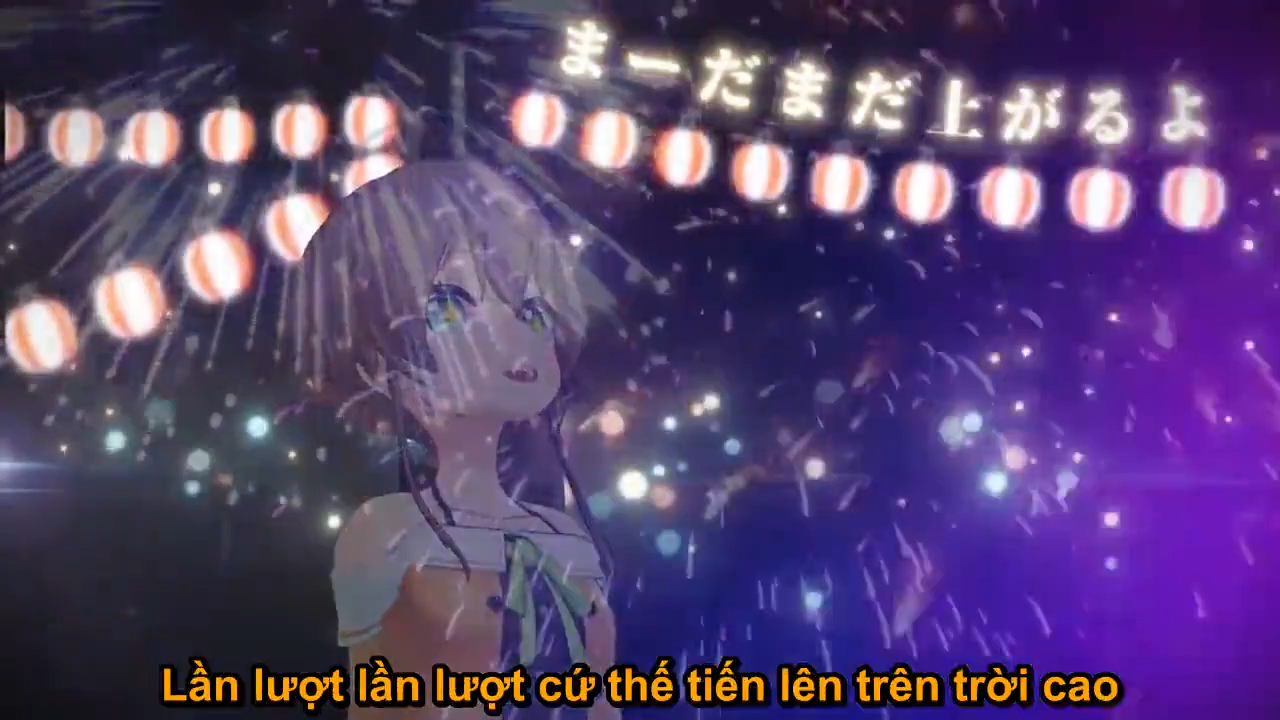 まーだまだ上がるよ
Lần lượt lần lượt cứ thế tiến lên trên trời cao